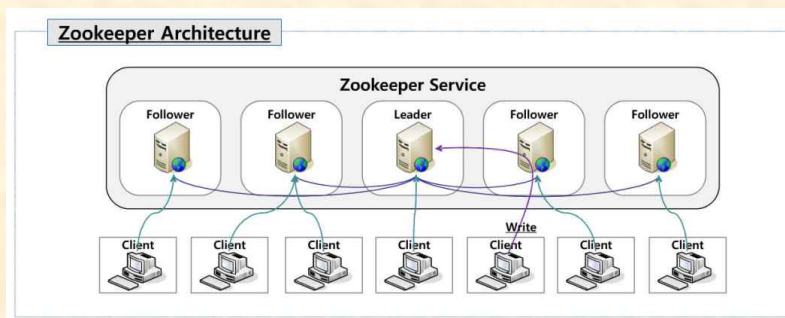 Zookeeper Architecture
Zookeeper Service
Follower Follower Leader Follower Follower
Write
Client Client Client Client Client Client Client